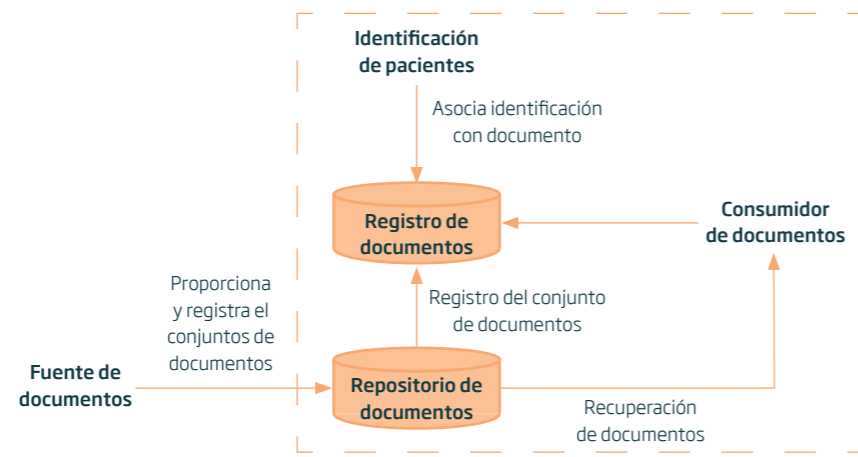 Identificación
de pacientes
Asocia identificación
con documento
Registro de
documentos
Consumidor
de documentos
Proporciona
y registra el
conjuntos de
documentos
Registro del conjunto
de documentos
Fuente de
documentos
Repositorio de
documentos
Recuperación
de documentos